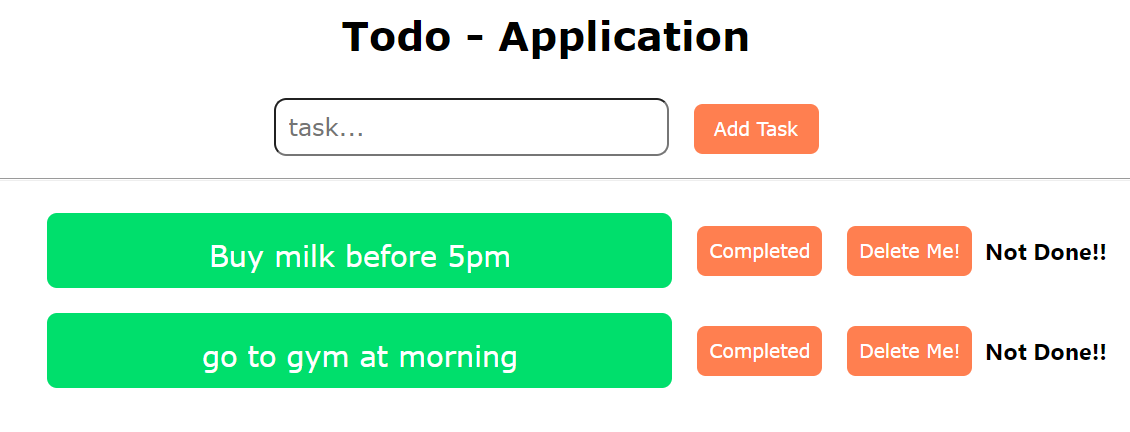 Todo - Application
task...
Add Task
Buy milk before 5pm
Completed
Delete Me!
Not Done!!
go to gym at morning
Completed
Delete Me!
Not Done!!